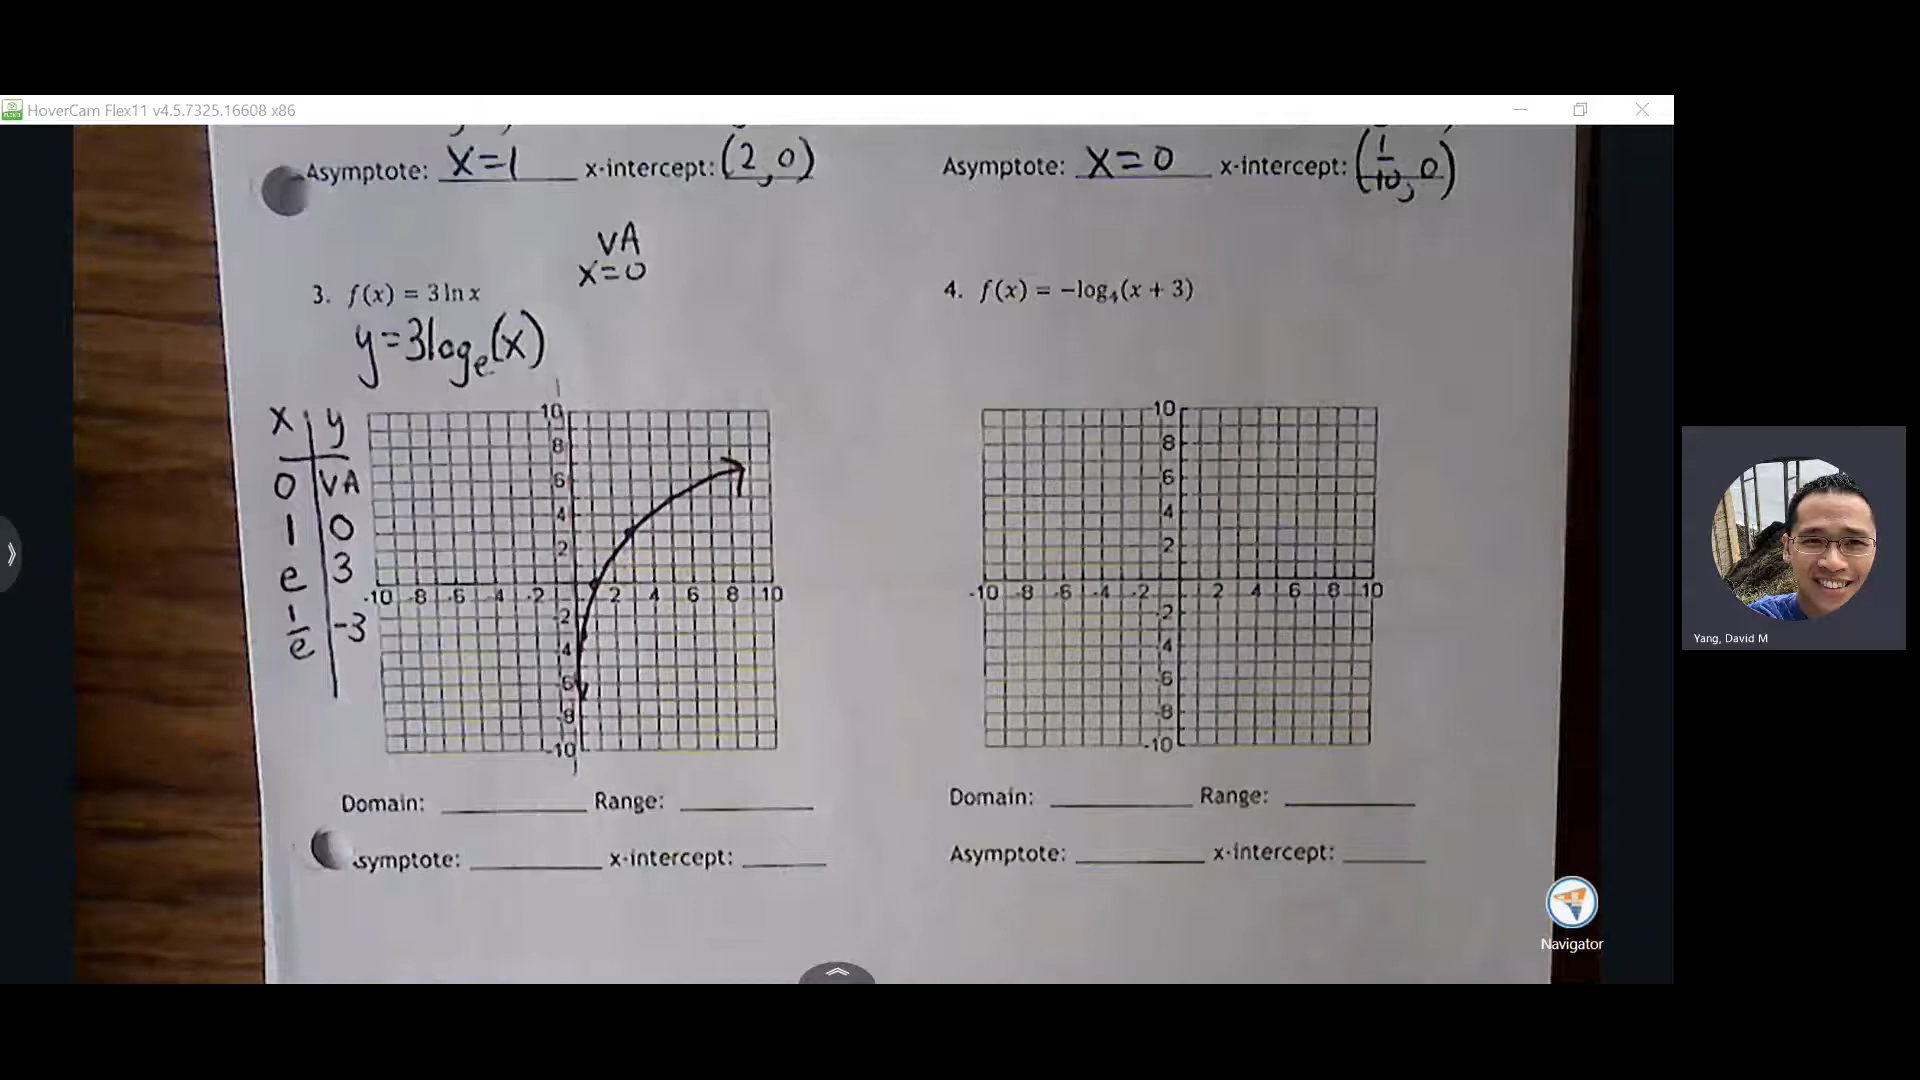 HoverCam Flex11 v4.5.7325.16608 x86
Asymptote: x=1 x-intercept: (2, 0)
Asymptote: x=0 x-intercept: (1/10, 0)
VA
x=0
3. f(x) = 3 ln x
y=3log_e(x)
4. f(x) = −log₄(x + 3)
x y
0 VA
1 0
e 3
1/e -3
10
8
6
4
2
-10 -8 -6 -4 -2 2 4 6 8 10
-2
4
6
-8
-10
10
8
6
4
2
-10 -8 -6 -4 -2 2 4 6 8 10
-2
-4
-6
-8
-10
Domain: Range:
symptote: x-intercept:
Domain: Range:
Asymptote: x-intercept:
Navigator
Yang, David M